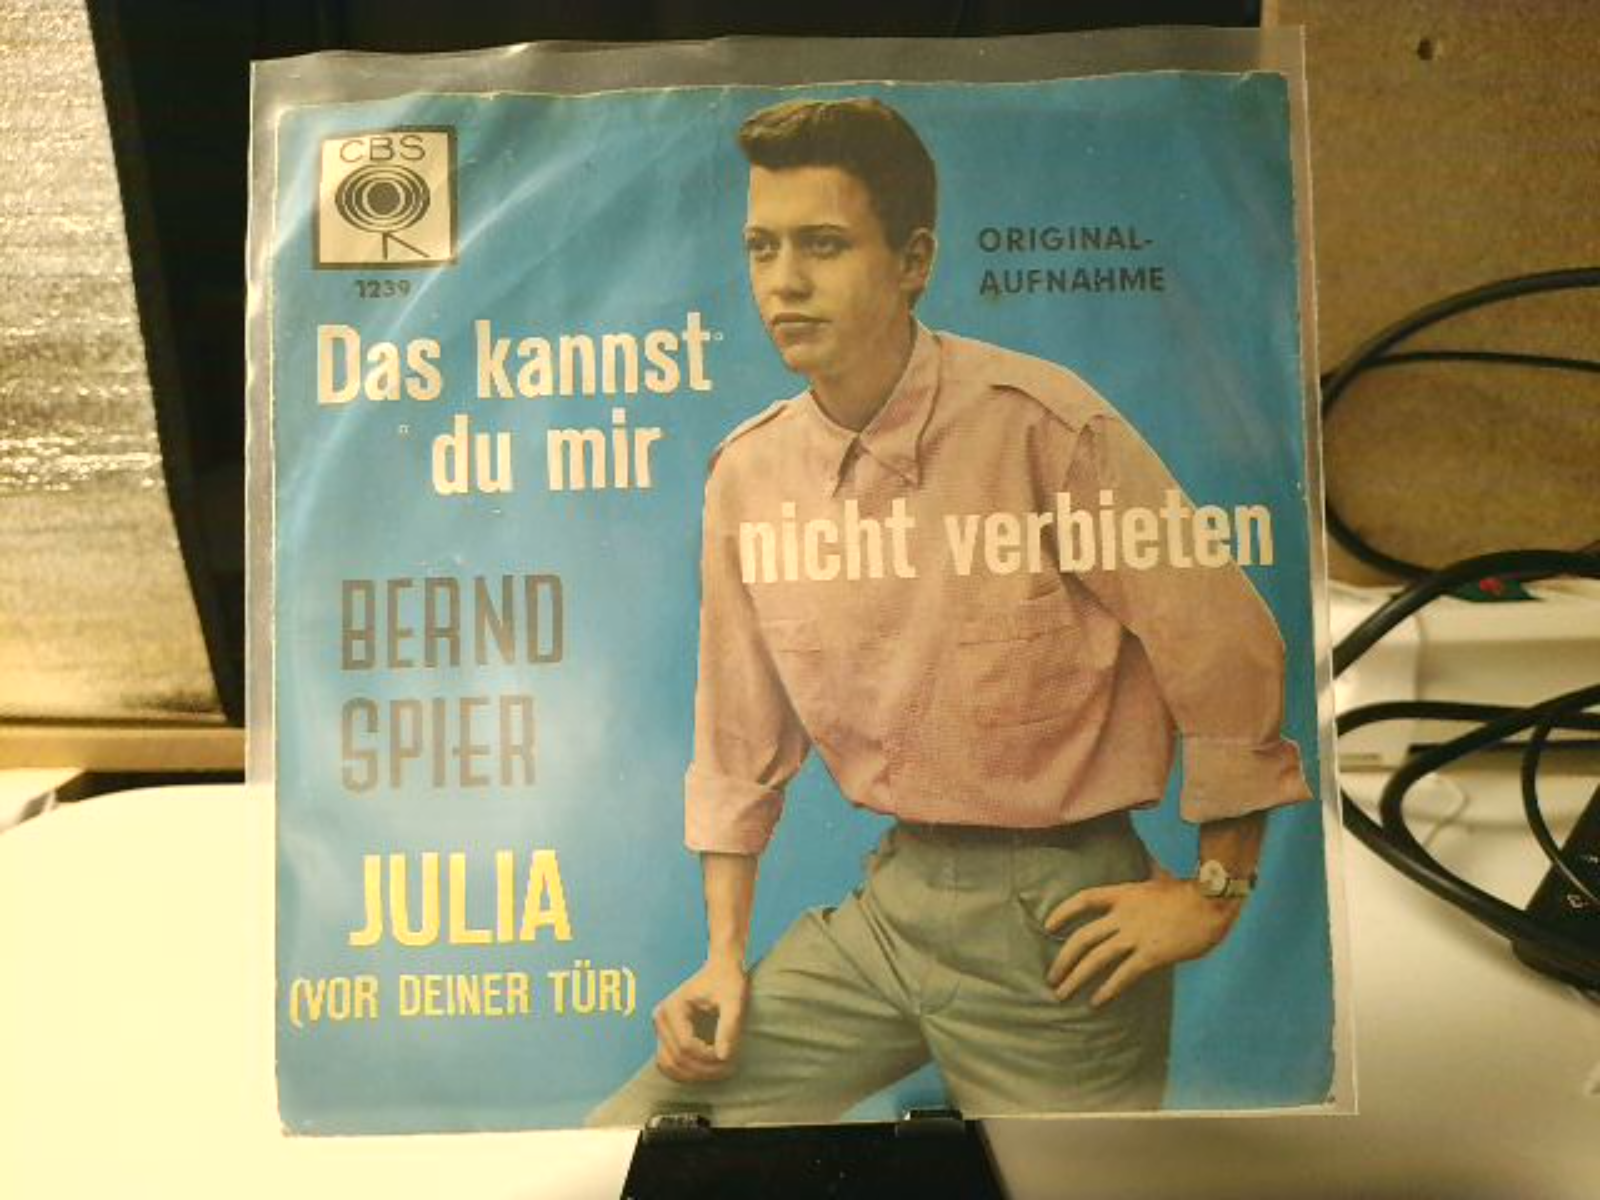 CBS
1239
ORIGINAL-
AUFNAHME
Das kannst
du mir
nicht verbieten
BERND
SPIER
JULIA
(VOR DEINER TÜR)